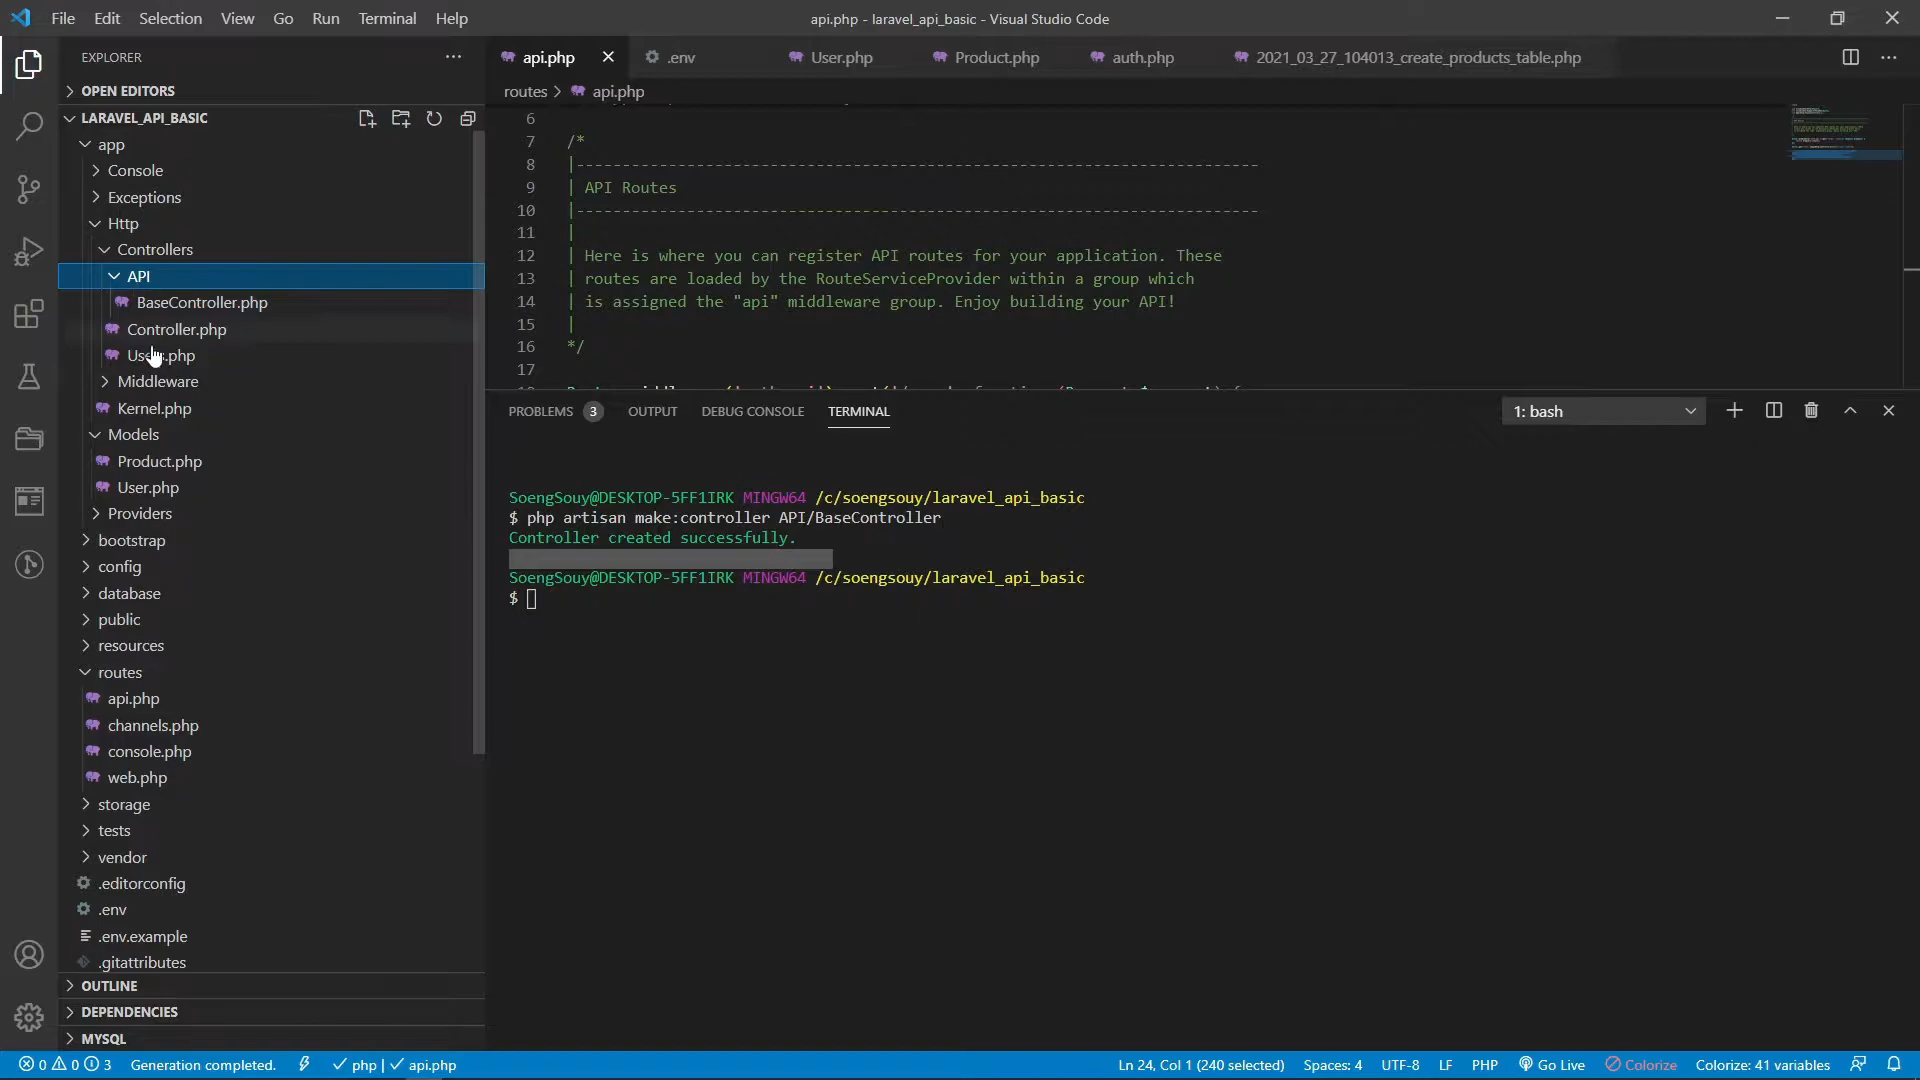 File Edit Selection View Go Run Terminal Help
api.php - laravel_api_basic - Visual Studio Code
EXPLORER
OPEN EDITORS
LARAVEL_API_BASIC
app
Console
Exceptions
Http
Controllers
API
BaseController.php
Controller.php
.php
Middleware
Kernel.php
Models
Product.php
User.php
Providers
bootstrap
config
database
public
resources
routes
api.php
channels.php
console.php
web.php
storage
tests
vendor
.editorconfig
.env
.env.example
.gitattributes
OUTLINE
DEPENDENCIES
MYSQL
api.php .env User.php Product.php auth.php 2021_03_27_104013_create_products_table.php
routes > api.php
6
7 /*
8 |--------------------------------------------------------------------------
9 | API Routes
10 |--------------------------------------------------------------------------
11 |
12 | Here is where you can register API routes for your application. These
13 | routes are loaded by the RouteServiceProvider within a group which
14 | is assigned the "api" middleware group. Enjoy building your API!
15 |
16 */
17
PROBLEMS 3 OUTPUT DEBUG CONSOLE TERMINAL 1: bash
SoengSouy@DESKTOP-5FF1IRK MINGW64 /c/soengsouy/laravel_api_basic
$ php artisan make:controller API/BaseController
Controller created successfully.
SoengSouy@DESKTOP-5FF1IRK MINGW64 /c/soengsouy/laravel_api_basic
$
0 0 3 Generation completed. php | api.php Ln 24, Col 1 (240 selected) Spaces: 4 UTF-8 LF PHP Go Live Colorize Colorize: 41 variables